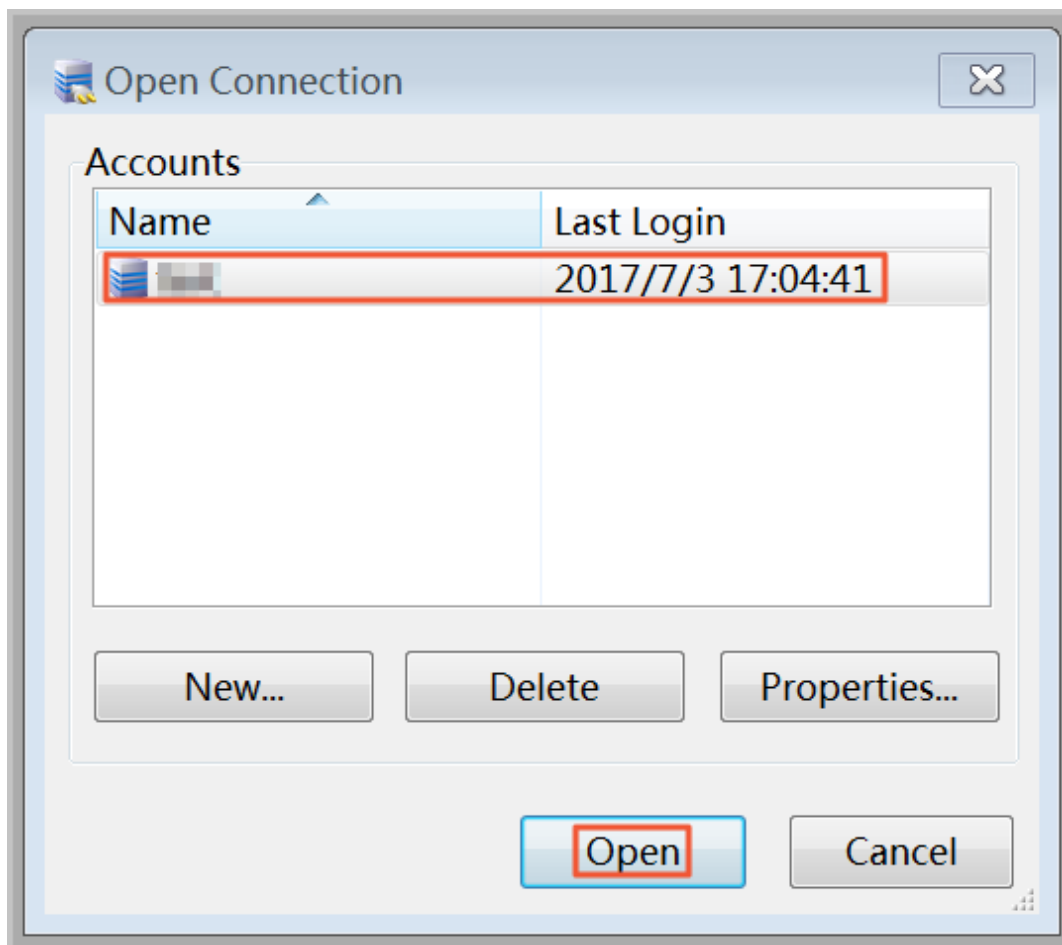 Open Connection
Accounts
Name Last Login
2017/7/3 17:04:41
New... Delete Properties...
Open Cancel